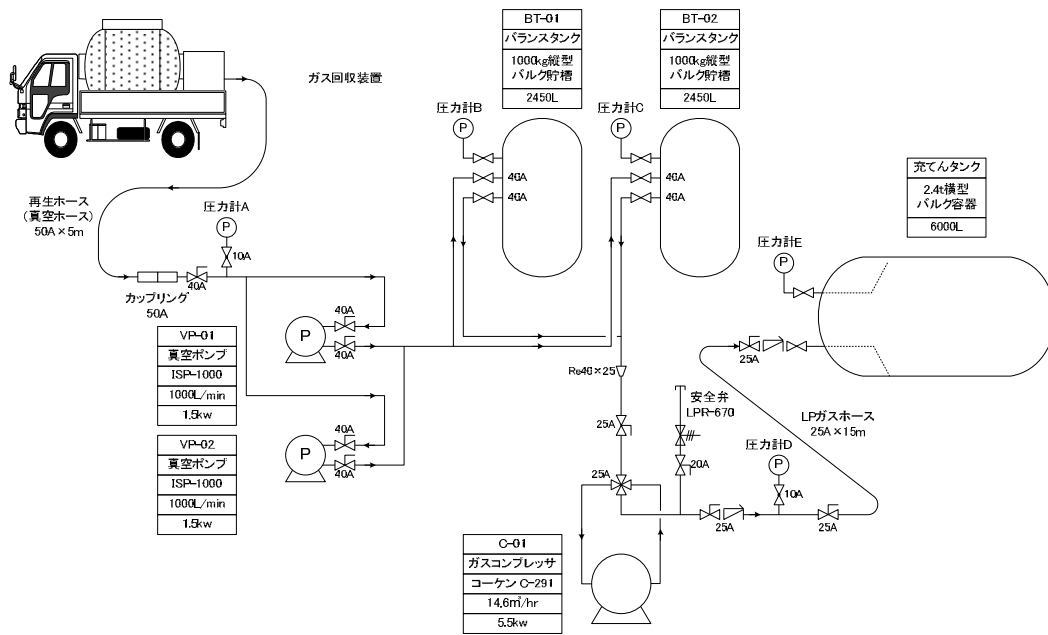 ガス回収装置
再生ホース
（真空ホース）
50A×5m
圧力計A
P
10A
カップリング
50A
40A
VP-01
真空ポンプ
ISP-1000
1000L/min
1.5kw
VP-02
真空ポンプ
ISP-1000
1000L/min
1.5kw
40A
P
40A
40A
P
40A
BT-01
バランスタンク
1000kg縦型
バルク貯槽
2450L
圧力計B
P
40A
40A
BT-02
バランスタンク
1000kg縦型
バルク貯槽
2450L
圧力計C
P
40A
40A
充てんタンク
2.4t横型
バルク容器
6000L
圧力計E
P
25A
Re40×25
25A
25A
安全弁
LPR-670
20A
LPガスホース
25A×15m
圧力計D
P
10A
25A
25A
C-01
ガスコンプレッサ
コーケン C-291
14.6㎥/hr
5.5kw